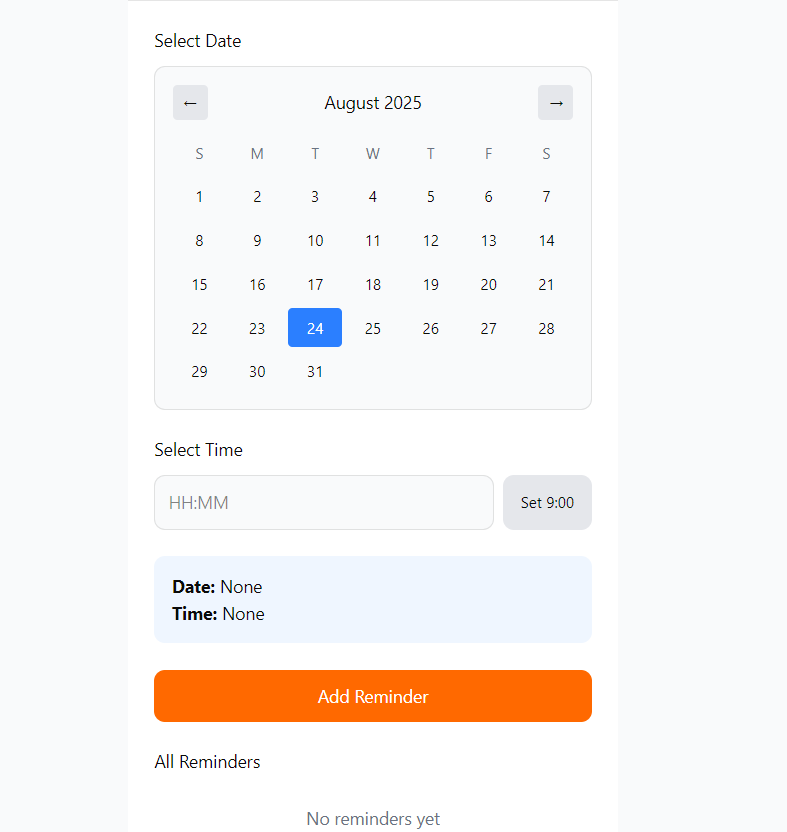 Select Date
← August 2025 →
S M T W T F S
1 2 3 4 5 6 7
8 9 10 11 12 13 14
15 16 17 18 19 20 21
22 23 24 25 26 27 28
29 30 31
Select Time
HH:MM Set 9:00
Date: None
Time: None
Add Reminder
All Reminders
No reminders yet